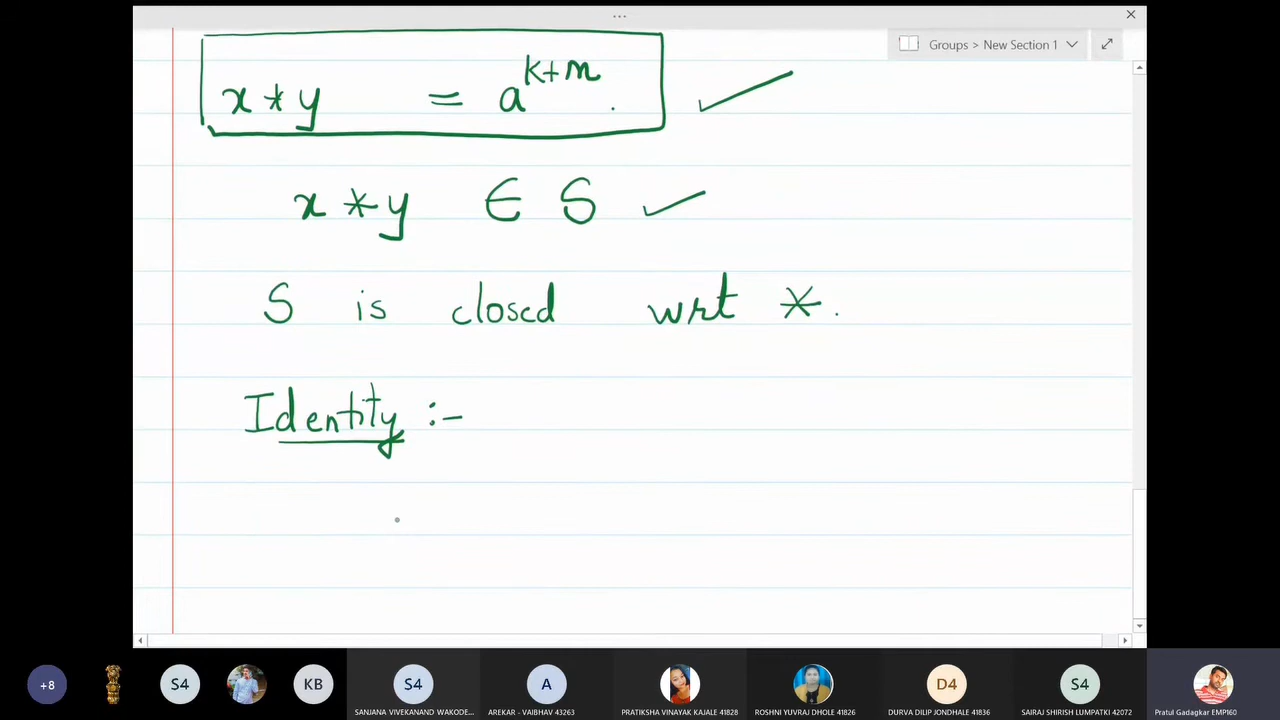 Groups > New Section 1
x * y = a^{k+m}.
x * y ∈ S
S is closed wrt *.
Identity :-
+8
S4
KB
S4
SANJANA VIVEKANAND WAKODE...
A
AREKAR - VAIBHAV 43263
PRATIKSHA VINAYAK KAJALE 41828
ROSHNI YUVRAJ DHOLE 41826
D4
DURVA DILIP JONDHALE 41836
S4
SAIRAJ SHIRISH LUMPATKI 42072
Pratul Gadagkar EMP160